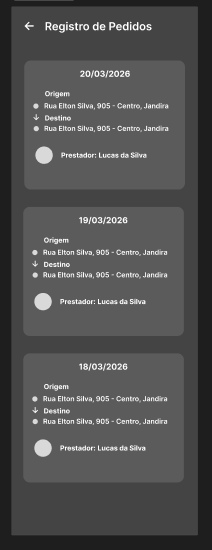 Registro de Pedidos
20/03/2026
Origem
Rua Elton Silva, 905 - Centro, Jandira
Destino
Rua Elton Silva, 905 - Centro, Jandira
Prestador: Lucas da Silva
19/03/2026
Origem
Rua Elton Silva, 905 - Centro, Jandira
Destino
Rua Elton Silva, 905 - Centro, Jandira
Prestador: Lucas da Silva
18/03/2026
Origem
Rua Elton Silva, 905 - Centro, Jandira
Destino
Rua Elton Silva, 905 - Centro, Jandira
Prestador: Lucas da Silva